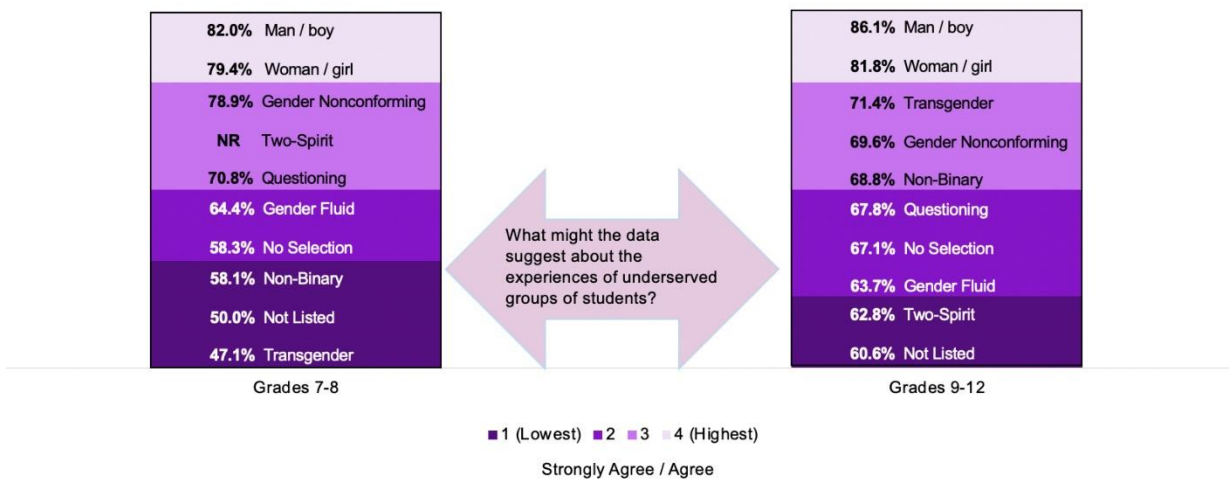 82.0% Man / boy
79.4% Woman / girl
78.9% Gender Nonconforming
NR Two-Spirit
70.8% Questioning
64.4% Gender Fluid
58.3% No Selection
58.1% Non-Binary
50.0% Not Listed
47.1% Transgender
Grades 7-8
What might the data
suggest about the
experiences of underserved
groups of students?
86.1% Man / boy
81.8% Woman / girl
71.4% Transgender
69.6% Gender Nonconforming
68.8% Non-Binary
67.8% Questioning
67.1% No Selection
63.7% Gender Fluid
62.8% Two-Spirit
60.6% Not Listed
Grades 9-12
1 (Lowest) 2 3 4 (Highest)
Strongly Agree / Agree